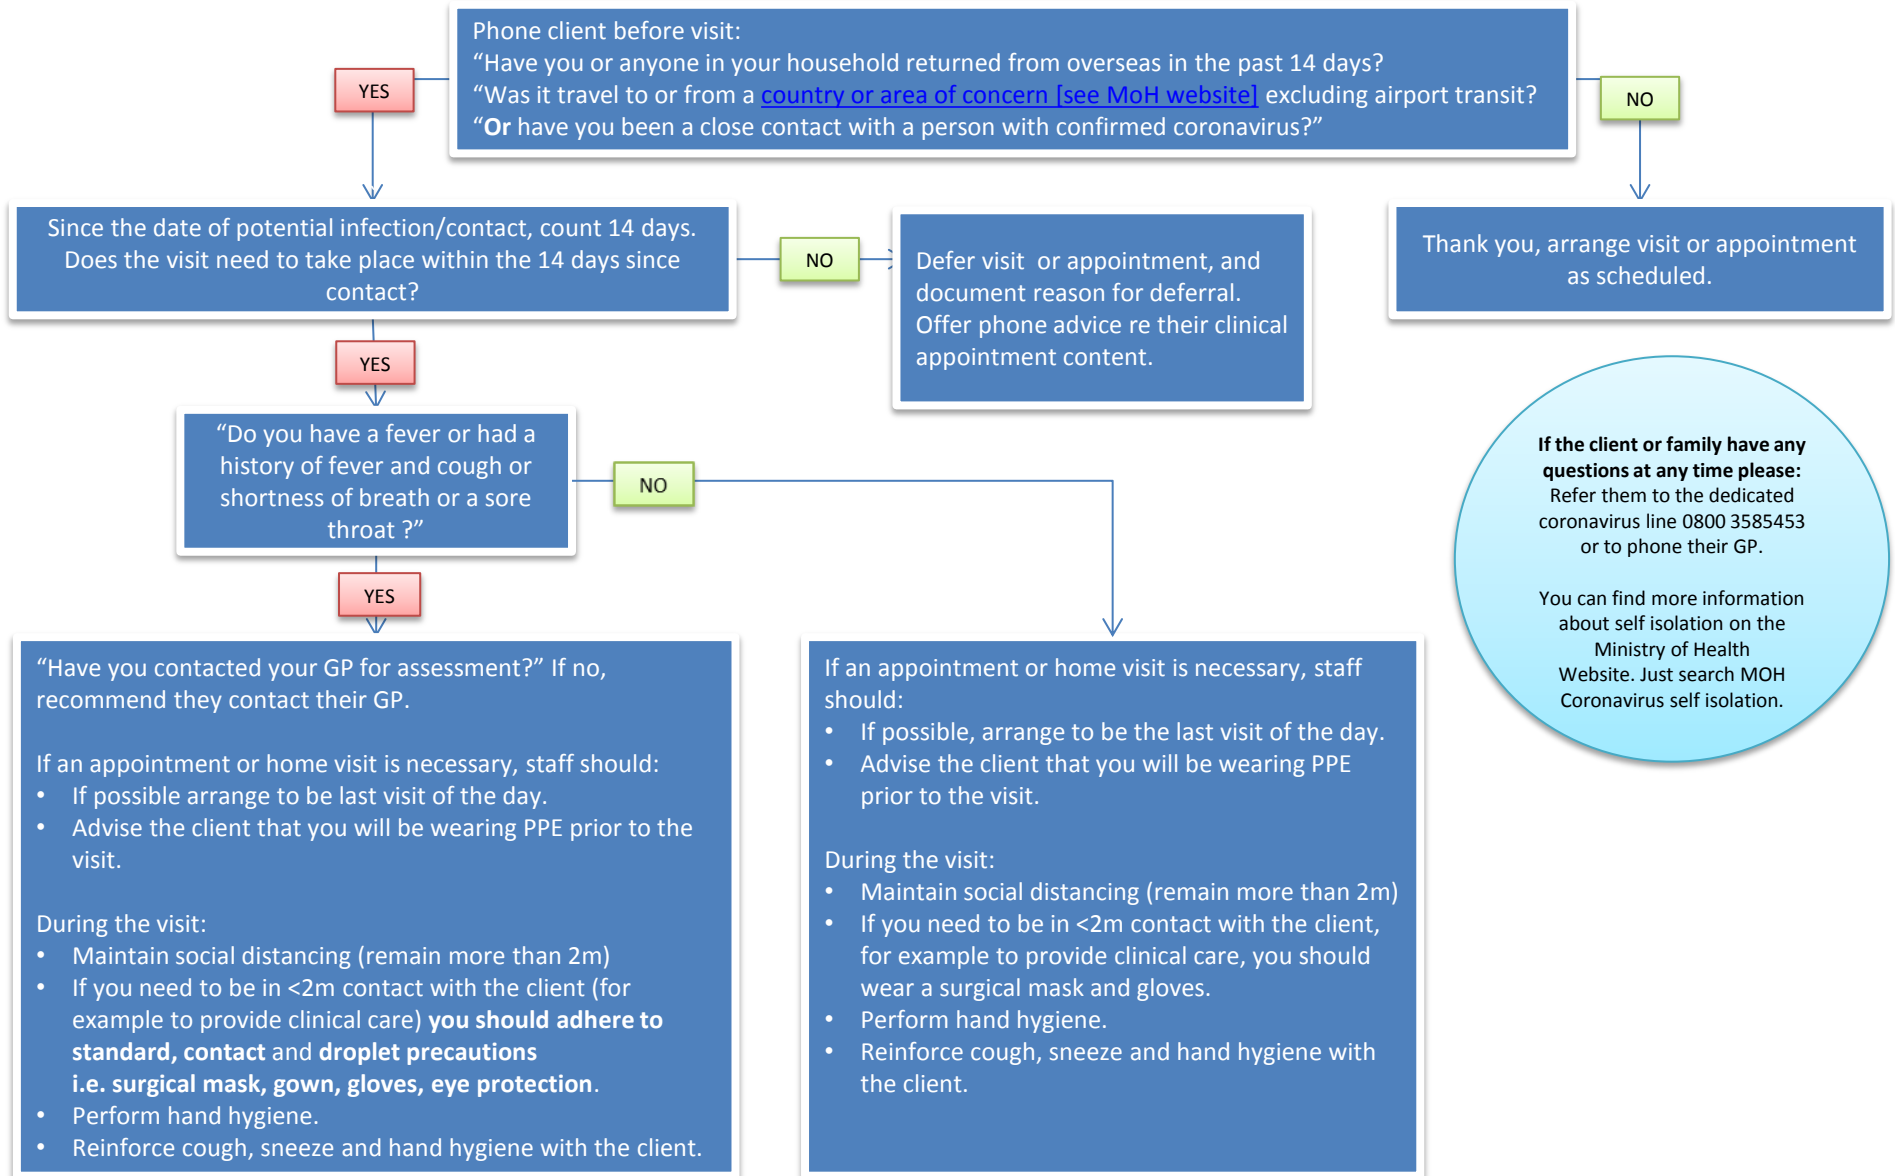 Phone client before visit:
“Have you or anyone in your household returned from overseas in the past 14 days?
“Was it travel to or from a country or area of concern [see MoH website] excluding airport transit?
“Or have you been a close contact with a person with confirmed coronavirus?”
YES
NO
Since the date of potential infection/contact, count 14 days.
Does the visit need to take place within the 14 days since
contact?
NO
Defer visit or appointment, and
document reason for deferral.
Offer phone advice re their clinical
appointment content.
Thank you, arrange visit or appointment
as scheduled.
YES
“Do you have a fever or had a
history of fever and cough or
shortness of breath or a sore
throat ?”
NO
YES
If the client or family have any
questions at any time please:
Refer them to the dedicated
coronavirus line 0800 3585453
or to phone their GP.
You can find more information
about self isolation on the
Ministry of Health
Website. Just search MOH
Coronavirus self isolation.
“Have you contacted your GP for assessment?” If no,
recommend they contact their GP.
If an appointment or home visit is necessary, staff should:
• If possible arrange to be last visit of the day.
• Advise the client that you will be wearing PPE prior to the
visit.
During the visit:
• Maintain social distancing (remain more than 2m)
• If you need to be in <2m contact with the client (for
example to provide clinical care) you should adhere to
standard, contact and droplet precautions
i.e. surgical mask, gown, gloves, eye protection.
• Perform hand hygiene.
• Reinforce cough, sneeze and hand hygiene with the client.
If an appointment or home visit is necessary, staff
should:
• If possible, arrange to be the last visit of the day.
• Advise the client that you will be wearing PPE
prior to the visit.
During the visit:
• Maintain social distancing (remain more than 2m)
• If you need to be in <2m contact with the client,
for example to provide clinical care, you should
wear a surgical mask and gloves.
• Perform hand hygiene.
• Reinforce cough, sneeze and hand hygiene with
the client.